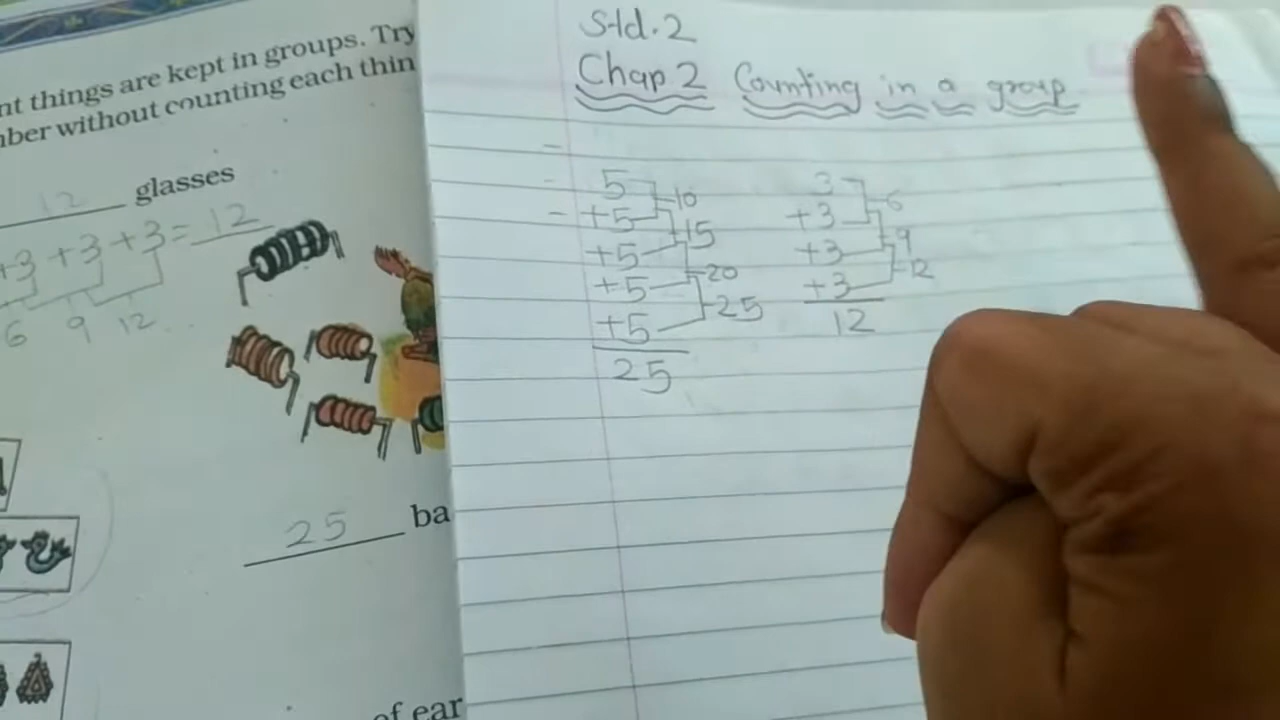 nt things are kept in groups. Try
ber without counting each thin
12 glasses
+3 +3 +3 = 12
6 9 12
25 ba
of ear
Std. 2
Chap 2 Counting in a group
5
+5 10
+5 15
+5 20
+5 25
25
3
+3 6
+3 9
+3 12
12